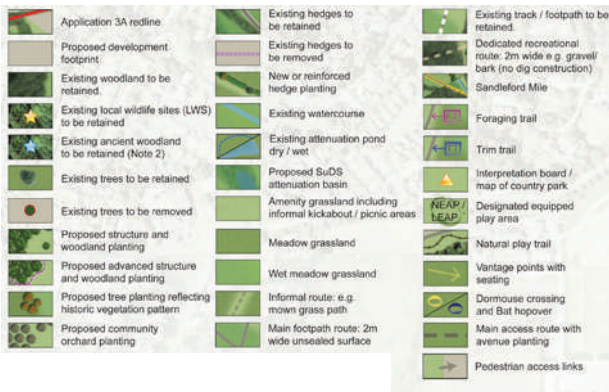 Application 3A redline
Proposed development
footprint
Existing woodland to be
retained.
Existing local wildlife sites (LWS)
to be retained
Existing ancient woodland
to be retained (Note 2)
Existing trees to be retained
Existing trees to be removed
Proposed structure and
woodland planting
Proposed advanced structure
and woodland planting
Proposed tree planting reflecting
historic vegetation pattern
Proposed community
orchard planting
Existing hedges to
be retained
Existing hedges to
be removed
New or reinforced
hedge planting
Existing watercourse
Existing attenuation pond
dry / wet
Proposed SuDS
attenuation basin
Amenity grassland including
informal kickabout / picnic areas
Meadow grassland
Wet meadow grassland
Informal route: e.g.
mown grass path
Main footpath route: 2m
wide unsealed surface
Existing track / footpath to be
retained.
Dedicated recreational
route: 2m wide e.g. gravel/
bark (no dig construction)
Sandleford Mile
Foraging trail
Trim trail
Interpretation board /
map of country park
NEAP /
LEAP
Designated equipped
play area
Natural play trail
Vantage points with
seating
Dormouse crossing
and Bat hopover
Main access route with
avenue planting
Pedestrian access links